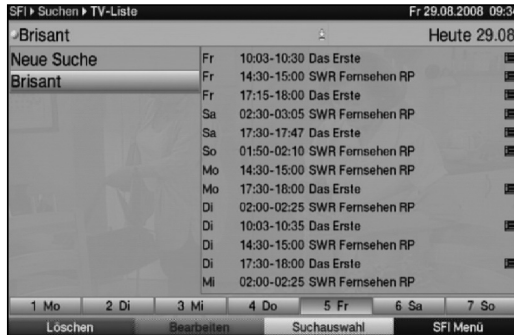 SFI ▸ Suchen ▸ TV-Liste Fr 29.08.2008 09:34
Brisant Heute 29.08
Neue Suche
Brisant
Fr 10:03-10:30 Das Erste
Fr 14:30-15:00 SWR Fernsehen RP
Fr 17:15-18:00 Das Erste
Sa 02:30-03:05 SWR Fernsehen RP
Sa 17:30-17:47 Das Erste
So 01:50-02:10 SWR Fernsehen RP
Mo 14:30-15:00 SWR Fernsehen RP
Mo 17:30-18:00 Das Erste
Di 02:00-02:25 SWR Fernsehen RP
Di 10:03-10:35 Das Erste
Di 14:30-15:00 SWR Fernsehen RP
Di 17:30-18:00 Das Erste
Mi 02:00-02:25 SWR Fernsehen RP
1 Mo 2 Di 3 Mi 4 Do 5 Fr 6 Sa 7 So
Löschen Bearbeiten Suchauswahl SFI Menü